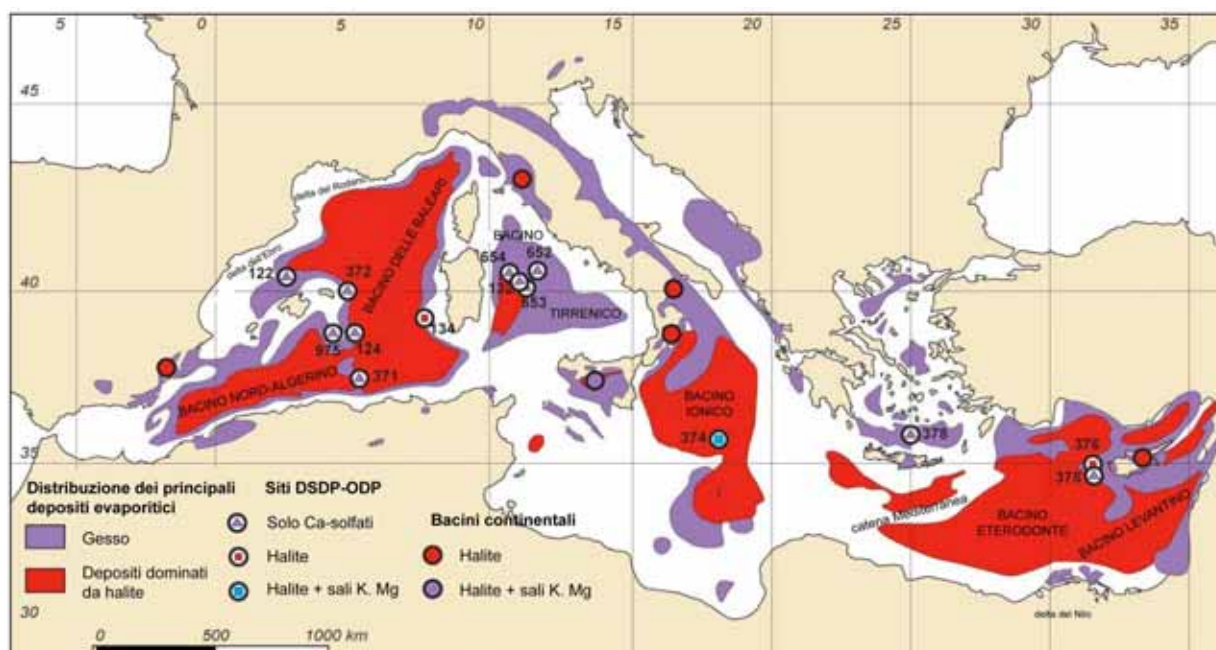 5 0 5 10 15 20 25 30 35
45
40
35
30
delta del Rodano
delta dell'Ebro
BACINO DELLE BALEARI
BACINO NORD-ALGERINO
BACINO
TIRRENICO
BACINO
IONICO
catena Mediterranea
BACINO
ETERODONTE
BACINO LEVANTINO
delta del Nilo
122
372
134
975
124
371
654
652
653
374
378
376
Distribuzione dei principali
depositi evaporitici
Gesso
Depositi dominati
da halite
Siti DSDP-ODP
Solo Ca-solfati
Halite
Halite + sali K. Mg
Bacini continentali
Halite
Halite + sali K. Mg
0 500 1000 km